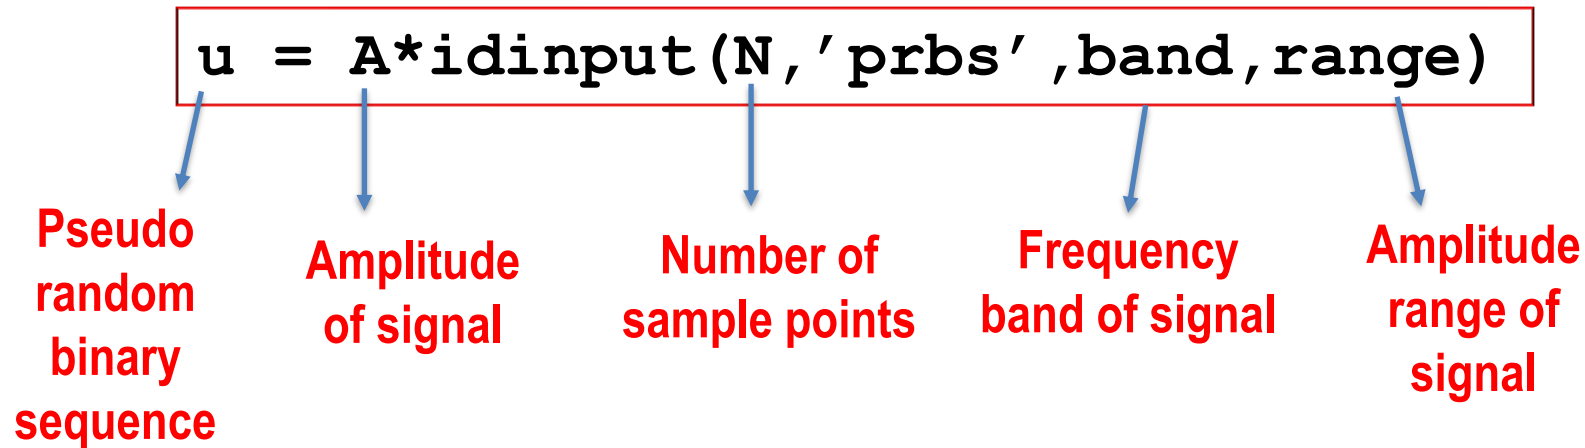 u = A*idinput(N,’prbs’,band,range)
Pseudo
random
binary
sequence
Amplitude
of signal
Number of
sample points
Frequency
band of signal
Amplitude
range of
signal